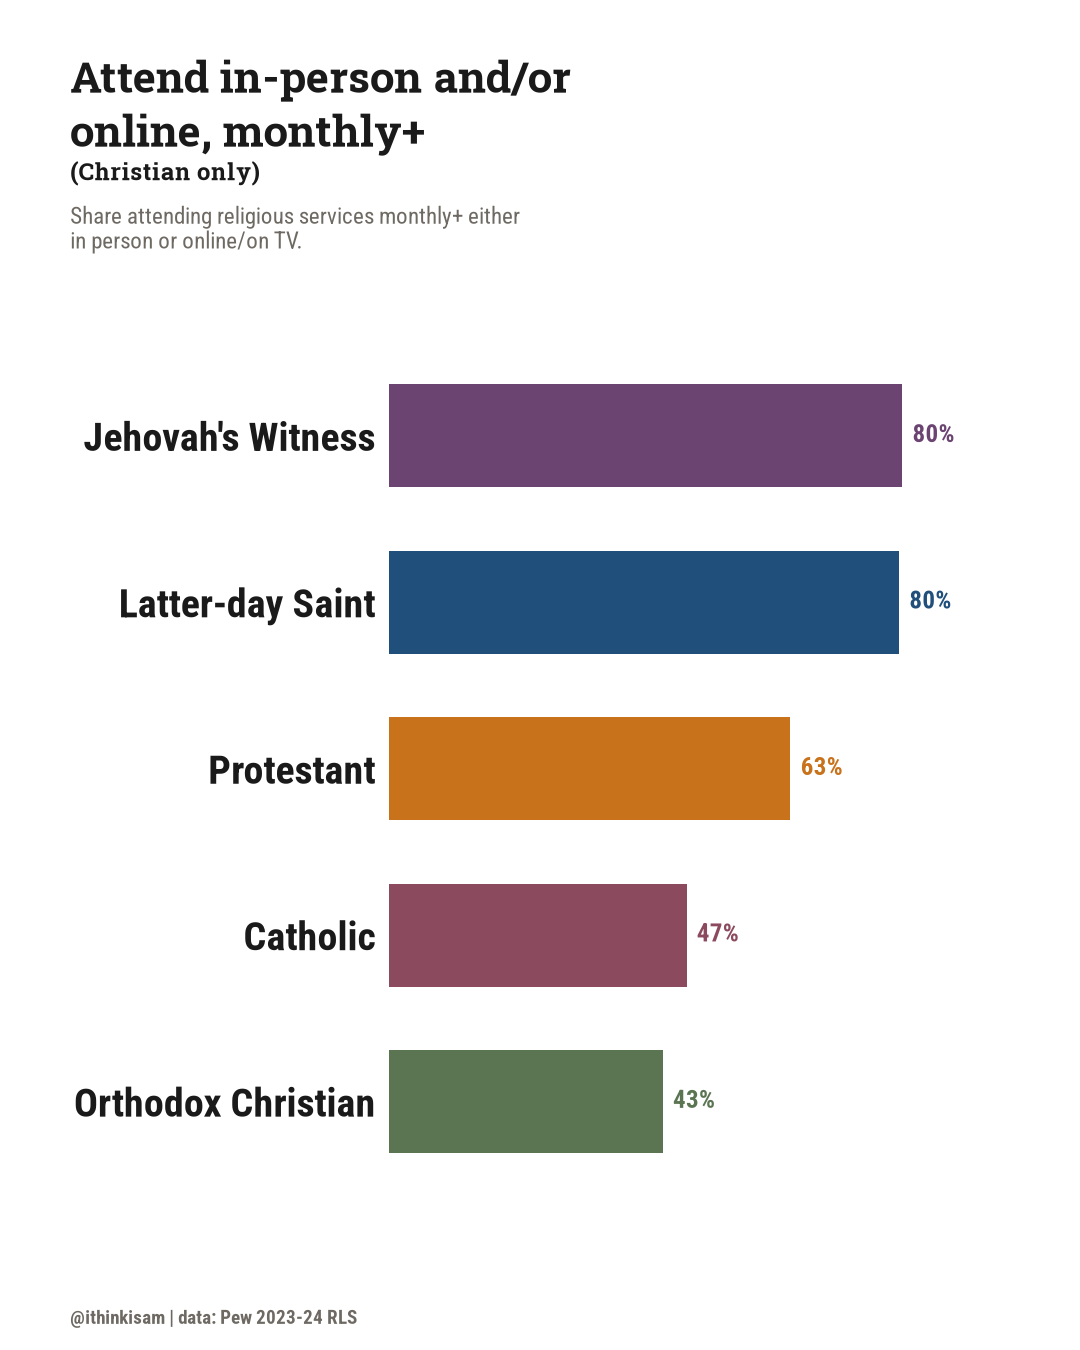 Attend in-person and/or
online, monthly+
(Christian only)
Share attending religious services monthly+ either
in person or online/on TV.
Jehovah's Witness
80%
Latter-day Saint
80%
Protestant
63%
Catholic
47%
Orthodox Christian
43%
@ithinkisam | data: Pew 2023-24 RLS